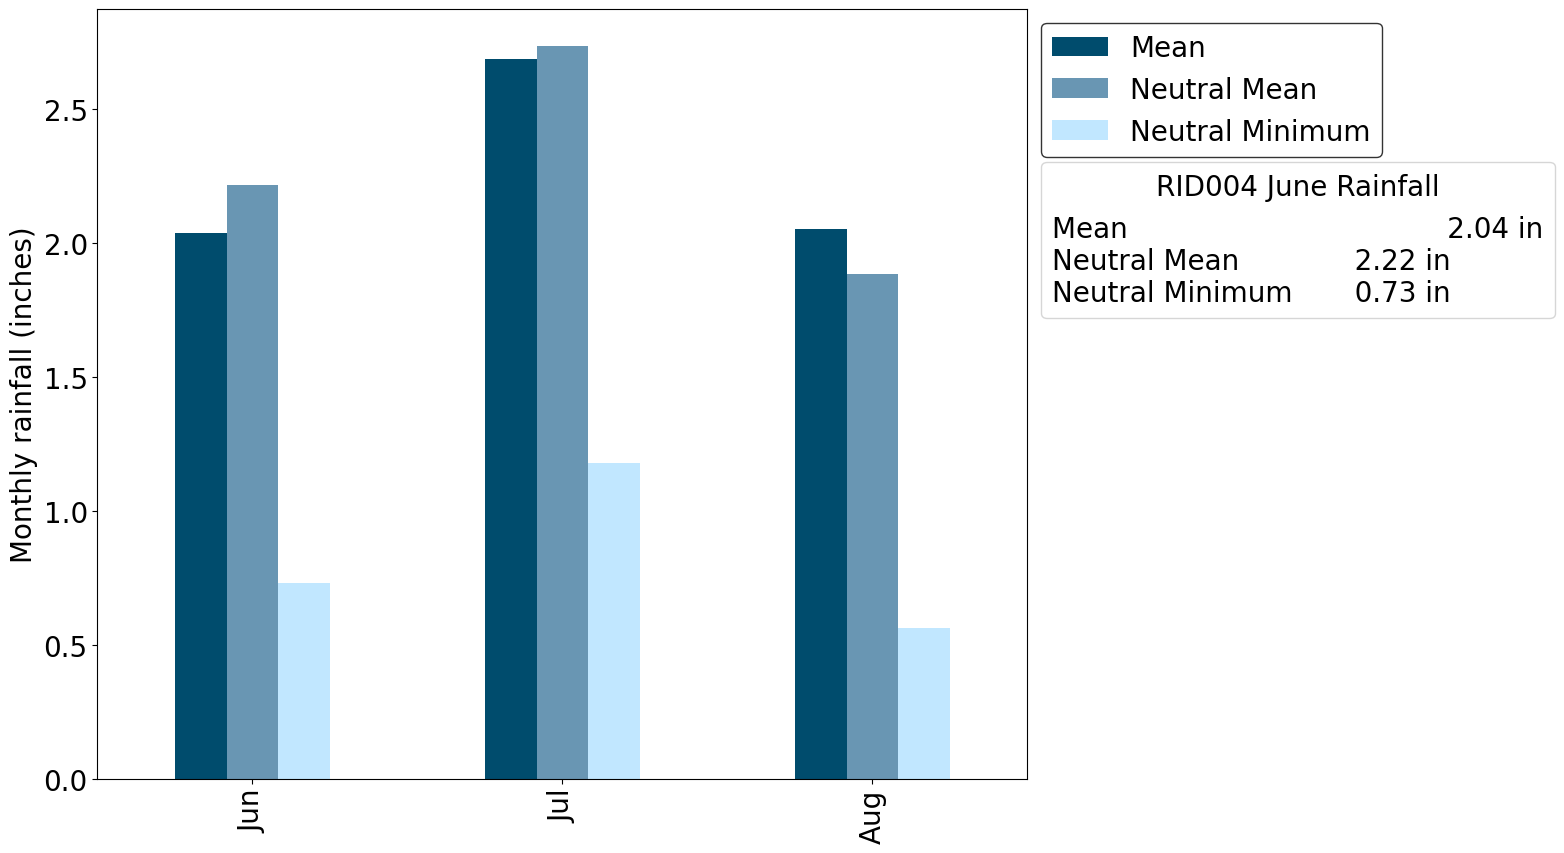 Monthly rainfall (inches)
2.5
2.0
1.5
1.0
0.5
0.0
Jun
Jul
Aug
Mean
Neutral Mean
Neutral Minimum
RID004 June Rainfall
Mean 2.04 in
Neutral Mean 2.22 in
Neutral Minimum 0.73 in